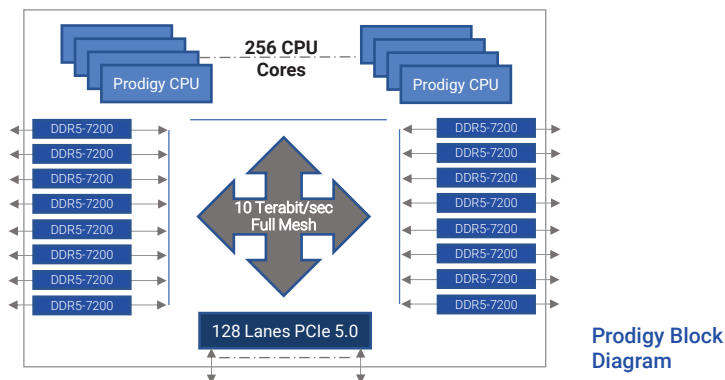 256 CPU
Cores
Prodigy CPU
Prodigy CPU
DDR5-7200
DDR5-7200
DDR5-7200
DDR5-7200
DDR5-7200
DDR5-7200
DDR5-7200
DDR5-7200
10 Terabit/sec
Full Mesh
DDR5-7200
DDR5-7200
DDR5-7200
DDR5-7200
DDR5-7200
DDR5-7200
DDR5-7200
DDR5-7200
128 Lanes PCIe 5.0
Prodigy Block
Diagram